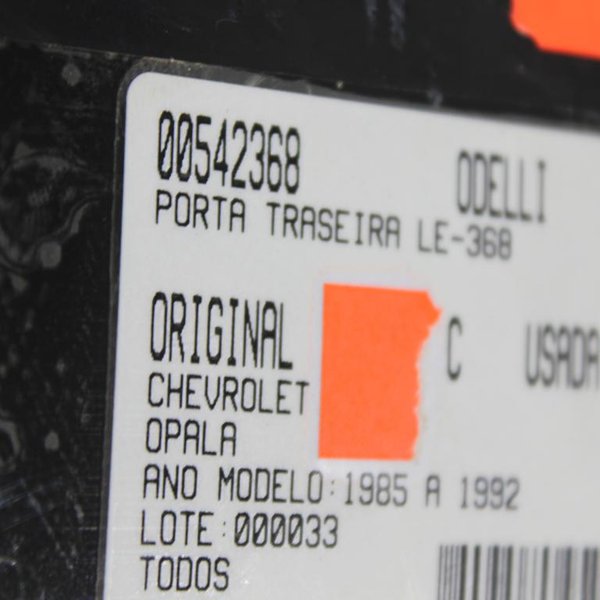 00542368 ODELLI
PORTA TRASEIRA LE-368
ORIGINAL C USADA
CHEVROLET
OPALA
ANO MODELO:1985 A 1992
LOTE:000033
TODOS